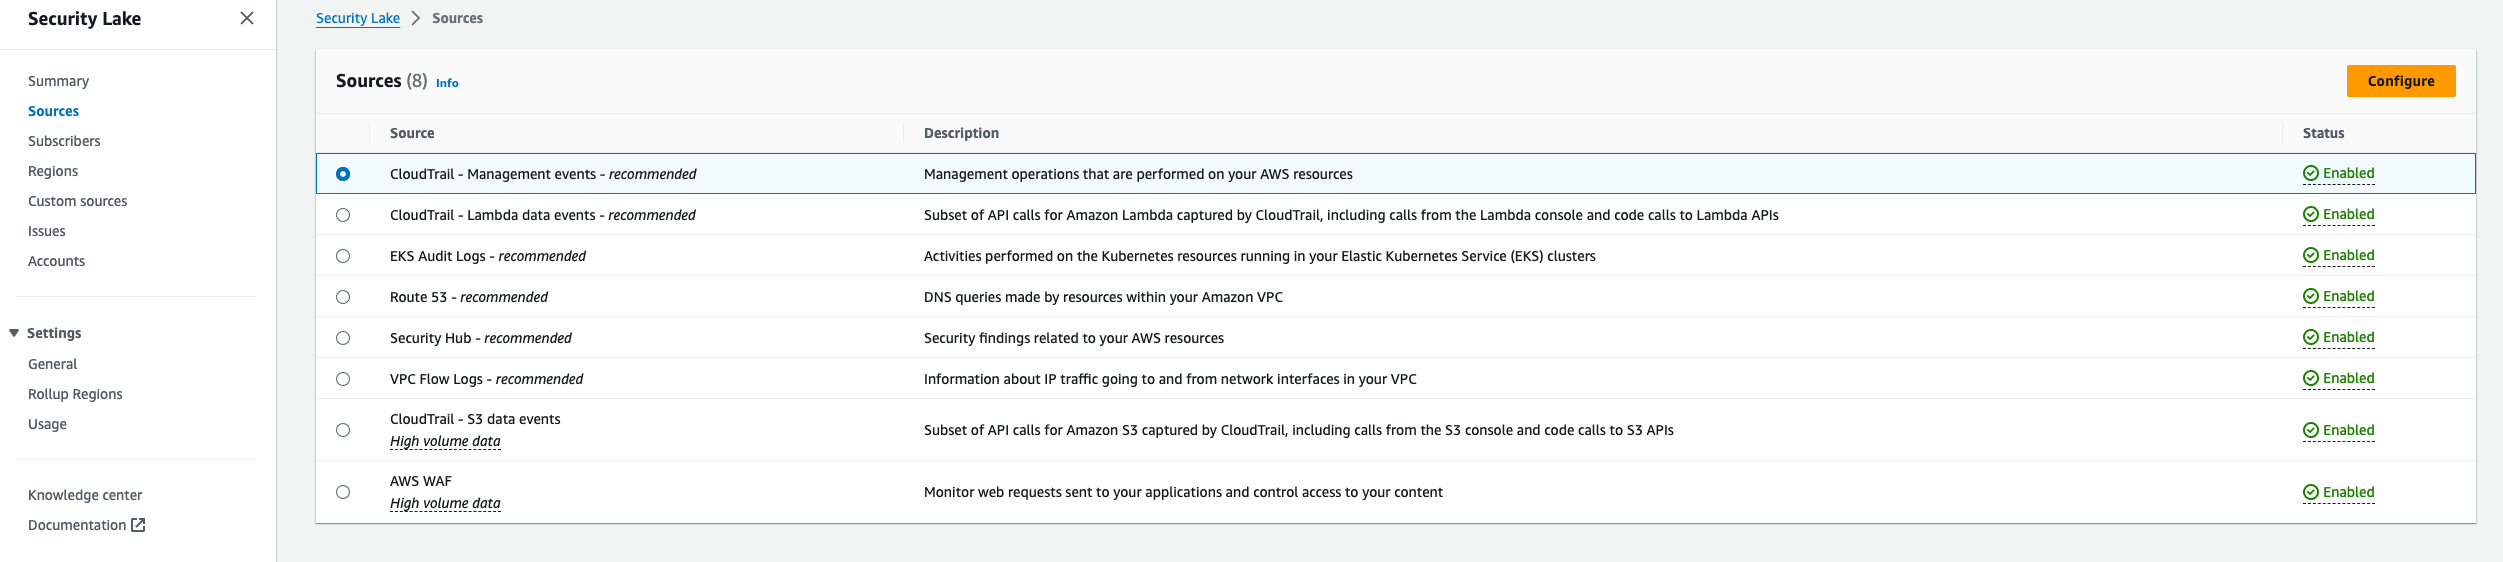 Security Lake
Summary
Sources
Subscribers
Regions
Custom sources
Issues
Accounts
Settings
General
Rollup Regions
Usage
Knowledge center
Documentation
Security Lake > Sources
Sources (8) Info
Configure
Source Description Status
CloudTrail - Management events - recommended Management operations that are performed on your AWS resources Enabled
CloudTrail - Lambda data events - recommended Subset of API calls for Amazon Lambda captured by CloudTrail, including calls from the Lambda console and code calls to Lambda APIs Enabled
EKS Audit Logs - recommended Activities performed on the Kubernetes resources running in your Elastic Kubernetes Service (EKS) clusters Enabled
Route 53 - recommended DNS queries made by resources within your Amazon VPC Enabled
Security Hub - recommended Security findings related to your AWS resources Enabled
VPC Flow Logs - recommended Information about IP traffic going to and from network interfaces in your VPC Enabled
CloudTrail - S3 data events
High volume data
Subset of API calls for Amazon S3 captured by CloudTrail, including calls from the S3 console and code calls to S3 APIs Enabled
AWS WAF
High volume data
Monitor web requests sent to your applications and control access to your content Enabled